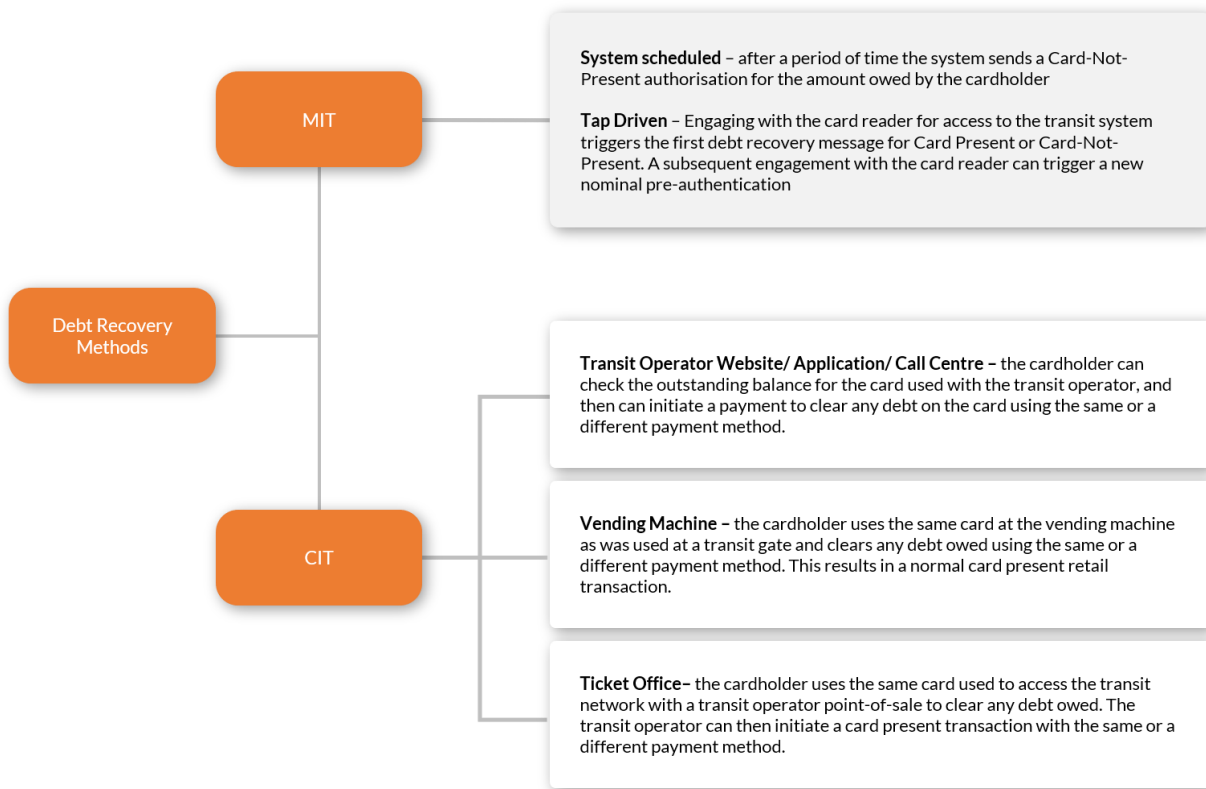 Debt Recovery
Methods
MIT
System scheduled – after a period of time the system sends a Card-Not-
Present authorisation for the amount owed by the cardholder
Tap Driven – Engaging with the card reader for access to the transit system
triggers the first debt recovery message for Card Present or Card-Not-
Present. A subsequent engagement with the card reader can trigger a new
nominal pre-authentication
CIT
Transit Operator Website/ Application/ Call Centre – the cardholder can
check the outstanding balance for the card used with the transit operator, and
then can initiate a payment to clear any debt on the card using the same or a
different payment method.
Vending Machine – the cardholder uses the same card at the vending machine
as was used at a transit gate and clears any debt owed using the same or a
different payment method. This results in a normal card present retail
transaction.
Ticket Office– the cardholder uses the same card used to access the transit
network with a transit operator point-of-sale to clear any debt owed. The
transit operator can then initiate a card present transaction with the same or a
different payment method.